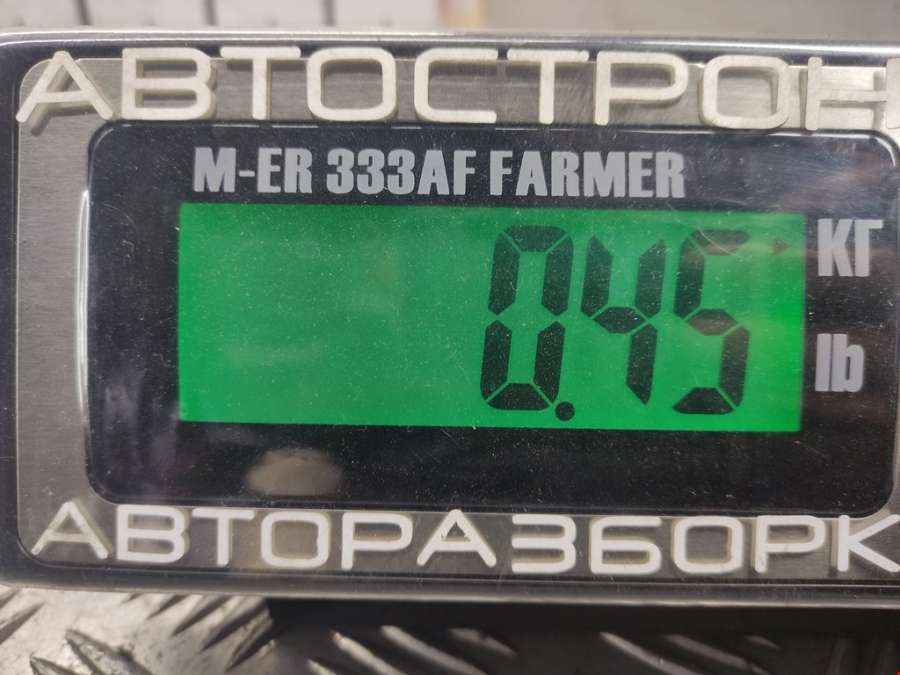 АВТОСТРОН
M-ER 333AF FARMER
0.45
КГ
lb
АВТОРАЗБОРК